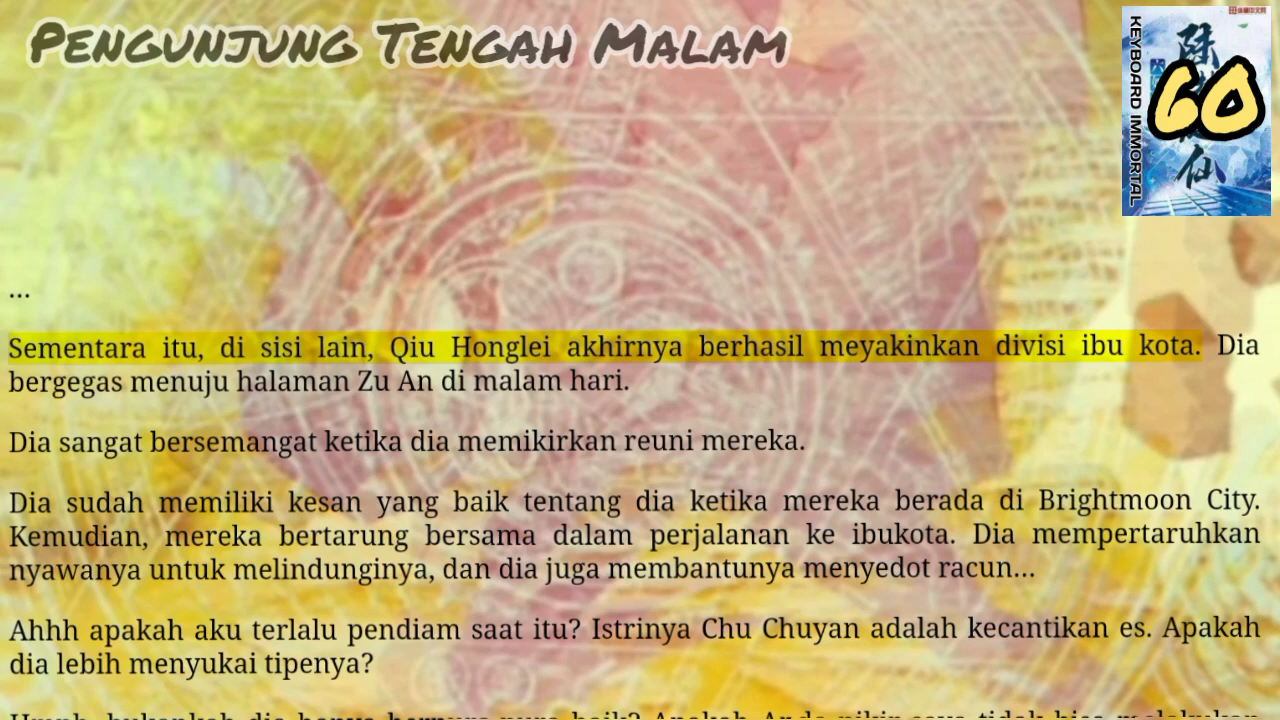 Pengunjung Tengah Malam
KEYBOARD IMMORTAL
60
仙
...
Sementara itu, di sisi lain, Qiu Honglei akhirnya berhasil meyakinkan divisi ibu kota. Dia
bergegas menuju halaman Zu An di malam hari.
Dia sangat bersemangat ketika dia memikirkan reuni mereka.
Dia sudah memiliki kesan yang baik tentang dia ketika mereka berada di Brightmoon City.
Kemudian, mereka bertarung bersama dalam perjalanan ke ibukota. Dia mempertaruhkan
nyawanya untuk melindunginya, dan dia juga membantunya menyedot racun...
Ahhh apakah aku terlalu pendiam saat itu? Istrinya Chu Chuyan adalah kecantikan es. Apakah
dia lebih menyukai tipenya?